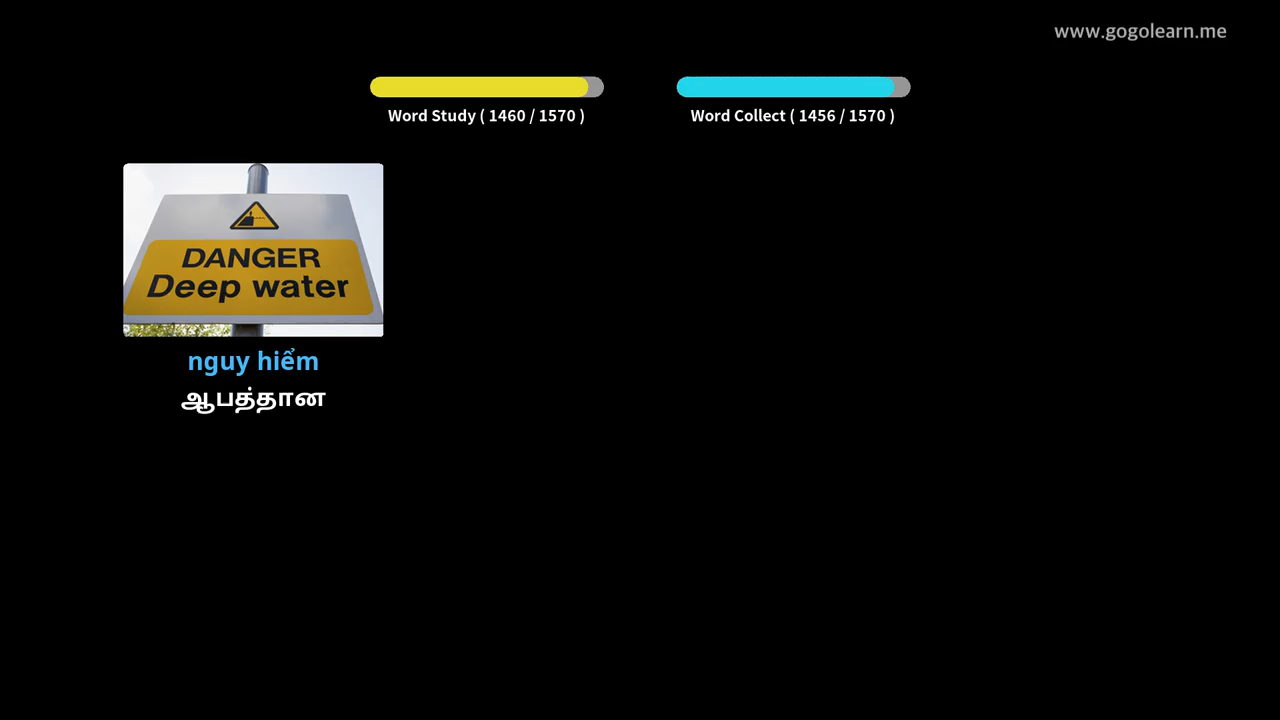 www.gogolearn.me
Word Study ( 1460 / 1570 )
Word Collect ( 1456 / 1570 )
DANGER
Deep water
nguy hiểm
ஆபத்தான